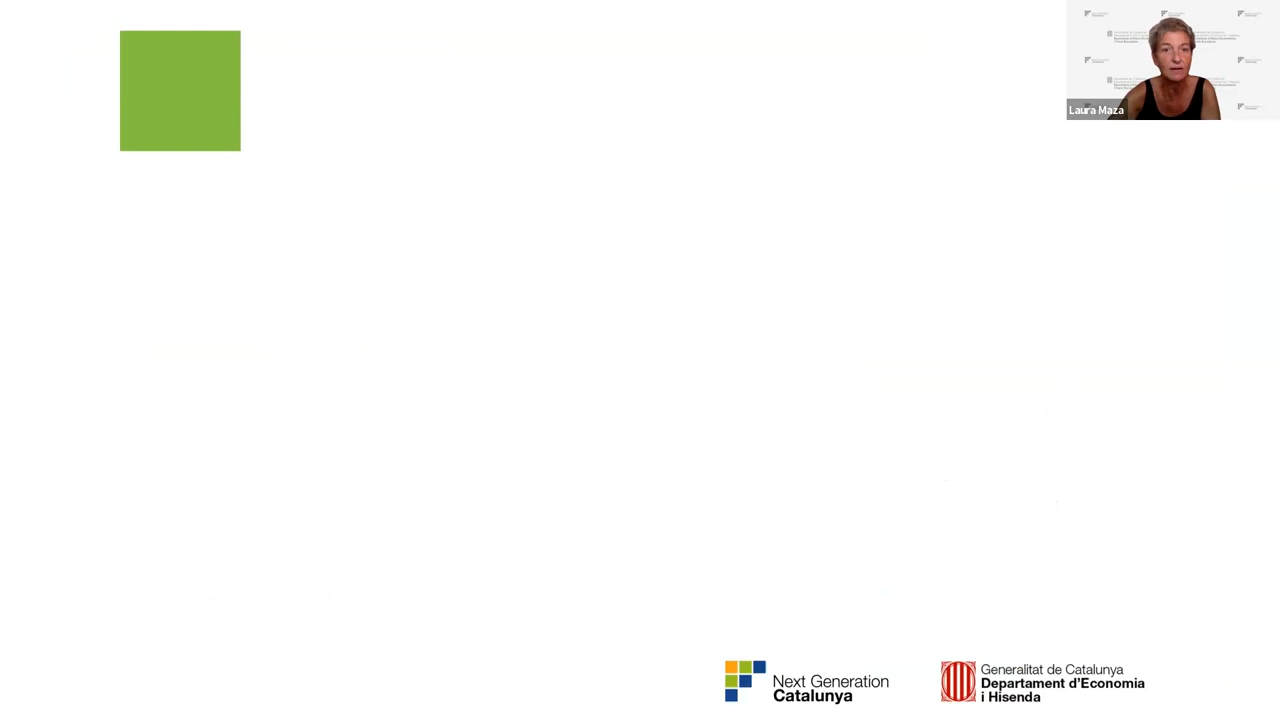 Laura Maza
Next Generation
Catalunya
Generalitat de Catalunya
Departament d'Economia
i Hisenda